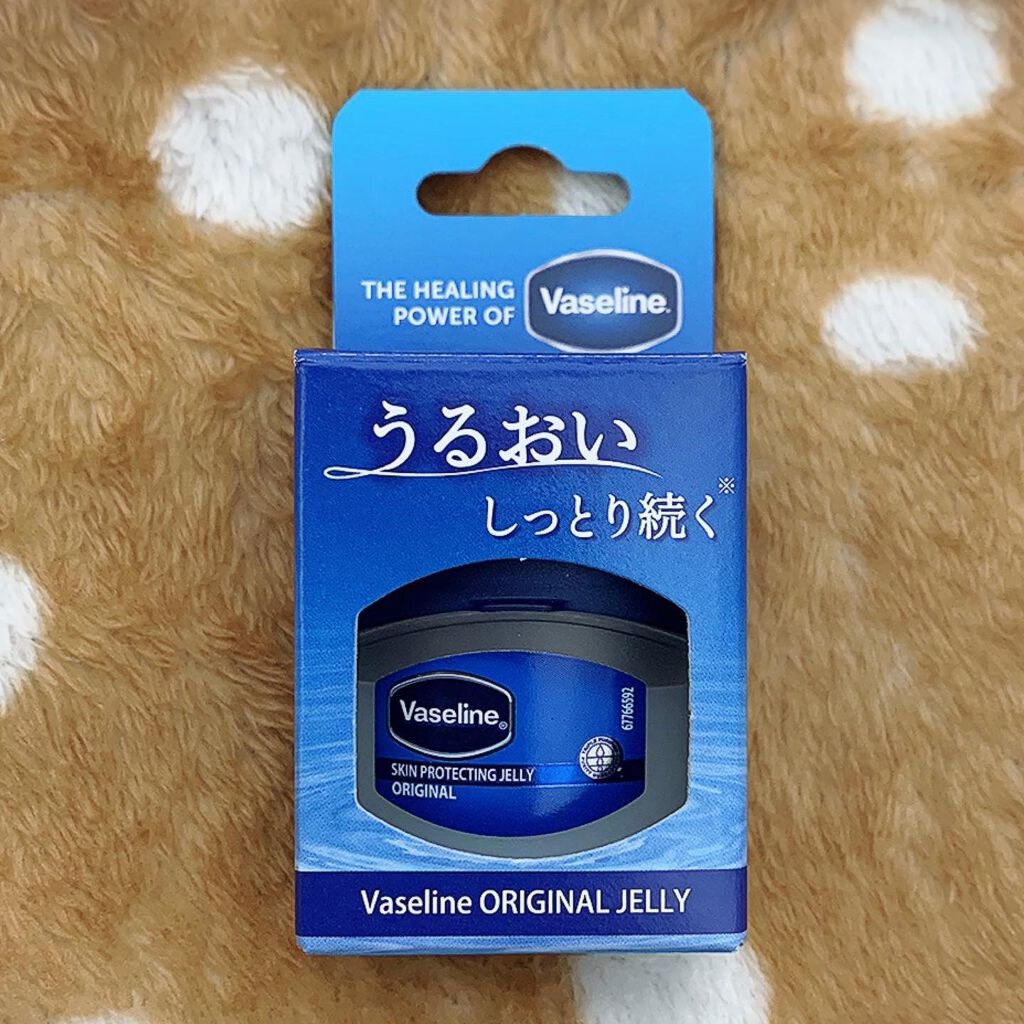 THE HEALING
POWER OF
Vaseline.
うるおい
しっとり続く※
Vaseline®
67766592
SKIN PROTECTING JELLY
ORIGINAL
Vaseline ORIGINAL JELLY